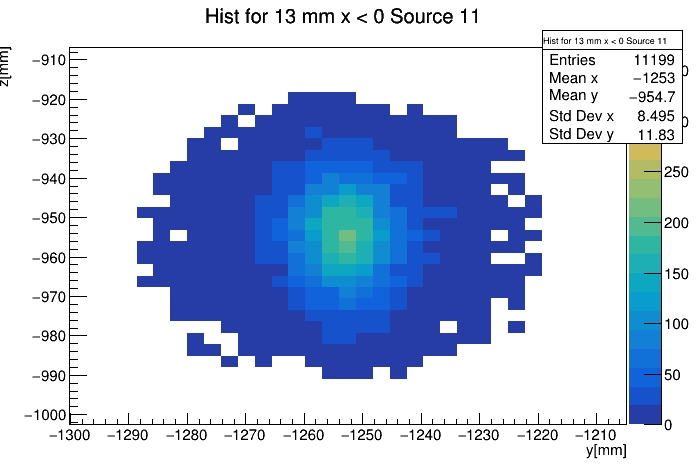 Hist for 13 mm x < 0 Source 11
Hist for 13 mm x < 0 Source 11
Entries 11199
Mean x −1253
Mean y −954.7
Std Dev x 8.495
Std Dev y 11.83
z[mm]
−910
−920
−930
−940
−950
−960
−970
−980
−990
−1000
−1300 −1290 −1280 −1270 −1260 −1250 −1240 −1230 −1220 −1210
y[mm]
250
200
150
100
50
0